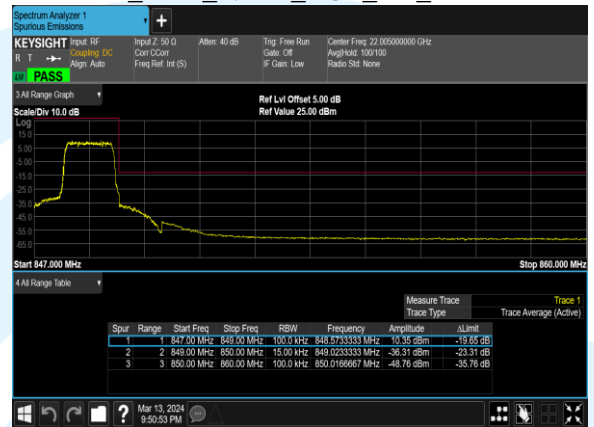 Spectrum Analyzer 1
Spurious Emissions
KEYSIGHT Input: RF
R T Coupling: DC
Align: Auto
Input Z: 50 Ω
Corr CCorr
Freq Ref: Int (S)
Atten: 40 dB
Trig: Free Run
Gate: Off
IF Gain: Low
Center Freq: 22.005000000 GHz
Avg|Hold: 100/100
Radio Std: None
PASS
3 All Range Graph
Scale/Div 10.0 dB
Ref Lvl Offset 5.00 dB
Ref Value 25.00 dBm
Log
15.0
5.00
-5.00
-15.0
-25.0
-35.0
-45.0
-55.0
-65.0
Start 847.000 MHz
Stop 860.000 MHz
4 All Range Table
Measure Trace Trace 1
Trace Type Trace Average (Active)
Spur Range Start Freq Stop Freq RBW Frequency Amplitude ΔLimit
1 1 847.00 MHz 849.00 MHz 100.0 kHz 848.5733333 MHz 10.35 dBm -19.65 dB
2 2 849.00 MHz 850.00 MHz 15.00 kHz 849.0233333 MHz -36.31 dBm -23.31 dB
3 3 850.00 MHz 860.00 MHz 100.0 kHz 850.0166667 MHz -48.76 dBm -35.76 dB
?
Mar 13, 2024
9:50:53 PM